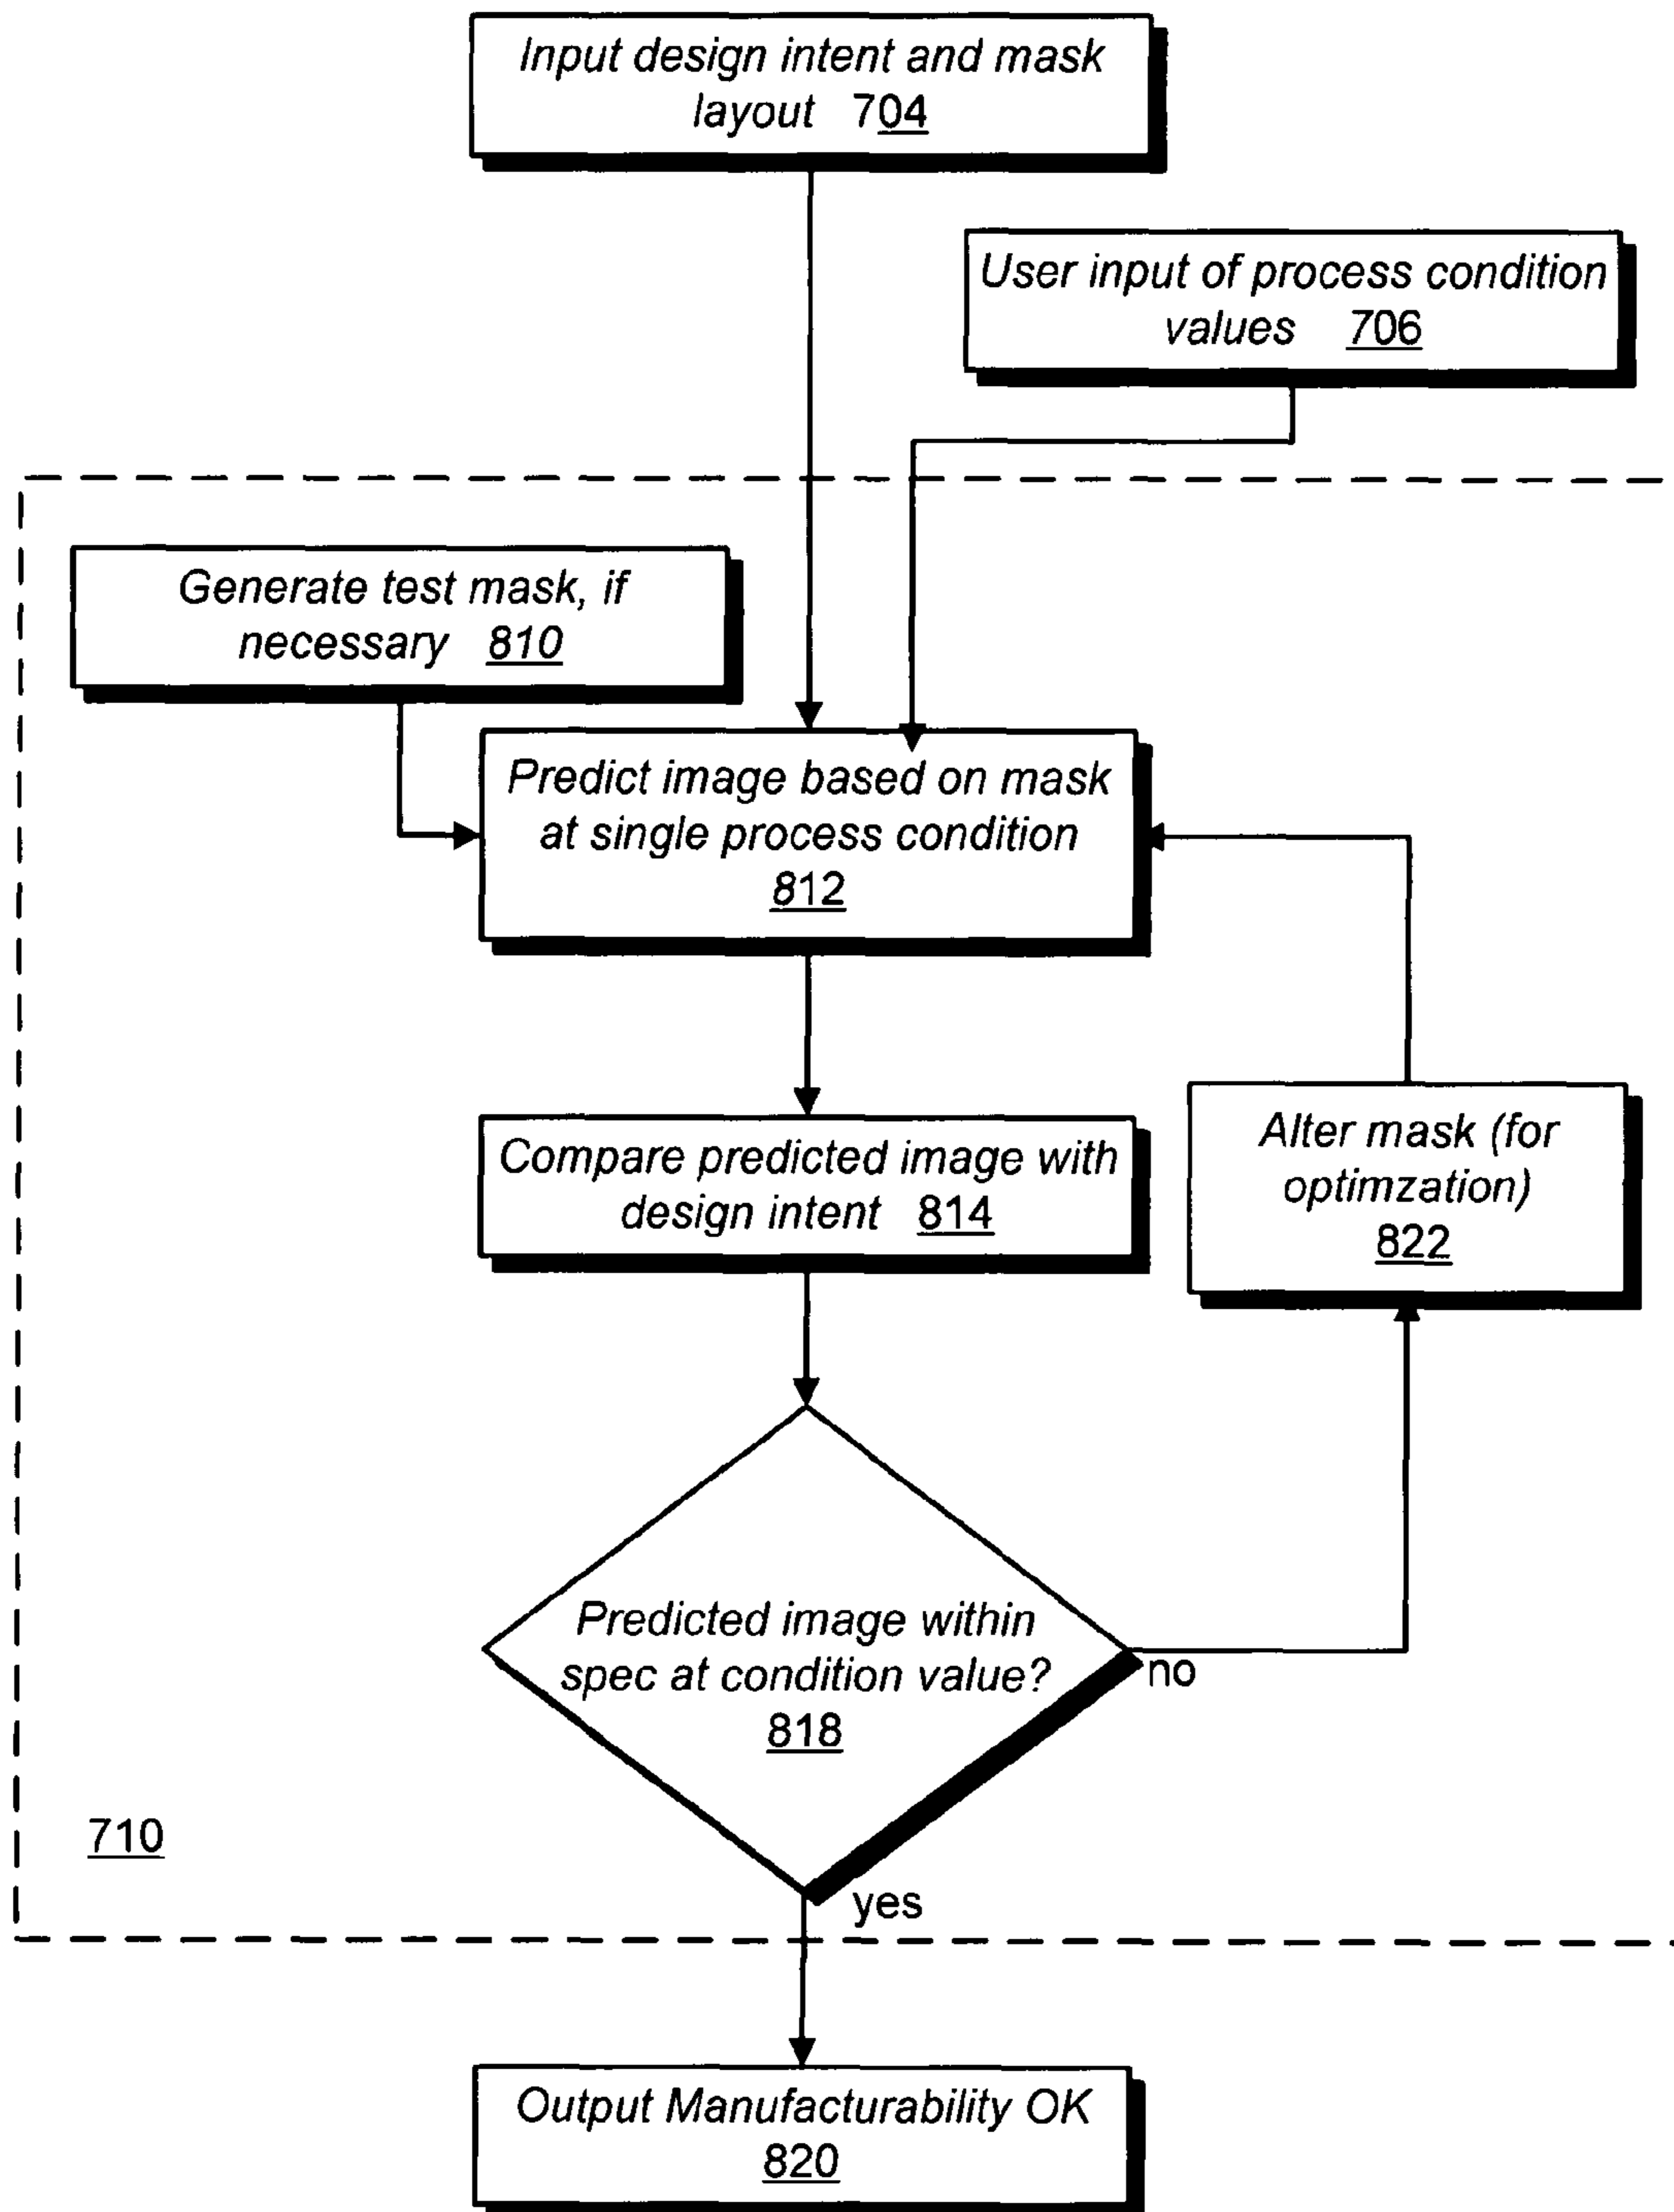 Input design intent and mask
layout 704
User input of process condition
values 706
Generate test mask, if
necessary 810
Predict image based on mask
at single process condition
812
Compare predicted image with
design intent 814
Alter mask (for
optimzation)
822
Predicted image within
spec at condition value?
818
no
710
yes
Output Manufacturability OK
820